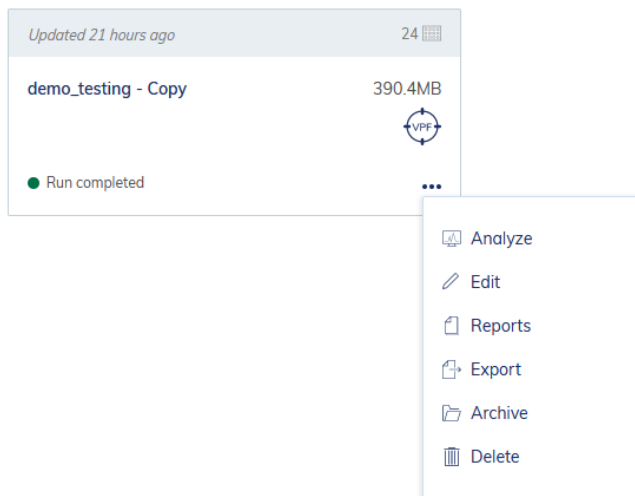 Updated 21 hours ago 24
demo_testing - Copy 390.4MB
VPF
Run completed
Analyze
Edit
Reports
Export
Archive
Delete